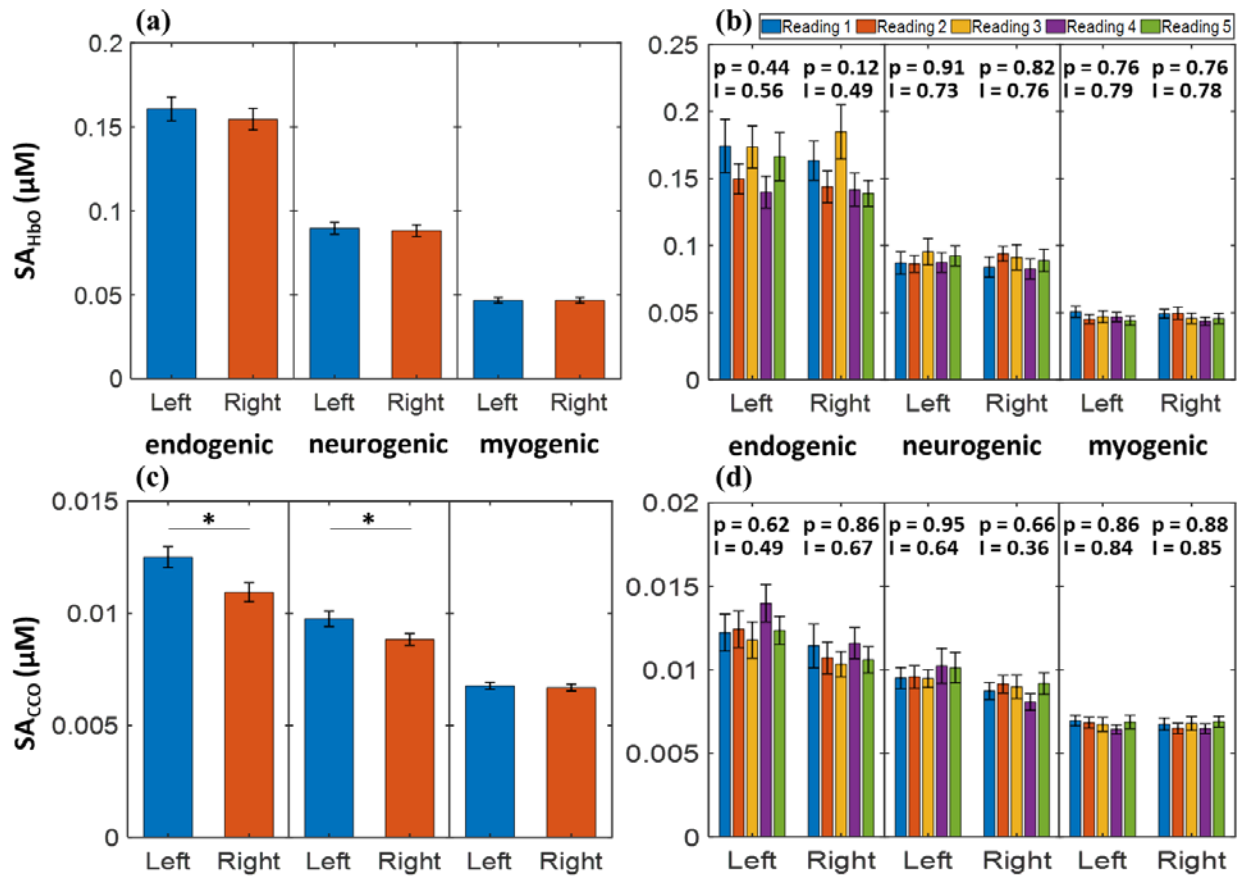 (a)
SA_HbO (μM)
0.2
0.15
0.1
0.05
0
Left Right Left Right Left Right
endogenic neurogenic myogenic
(b)
Reading 1 Reading 2 Reading 3 Reading 4 Reading 5
0.25
0.2
0.15
0.1
0.05
0
p = 0.44 p = 0.12 p = 0.91 p = 0.82 p = 0.76 p = 0.76
I = 0.56 I = 0.49 I = 0.73 I = 0.76 I = 0.79 I = 0.78
Left Right Left Right Left Right
endogenic neurogenic myogenic
(c)
SA_CCO (μM)
0.015
0.01
0.005
0
* *
Left Right Left Right Left Right
(d)
0.02
0.015
0.01
0.005
0
p = 0.62 p = 0.86 p = 0.95 p = 0.66 p = 0.86 p = 0.88
I = 0.49 I = 0.67 I = 0.64 I = 0.36 I = 0.84 I = 0.85
Left Right Left Right Left Right